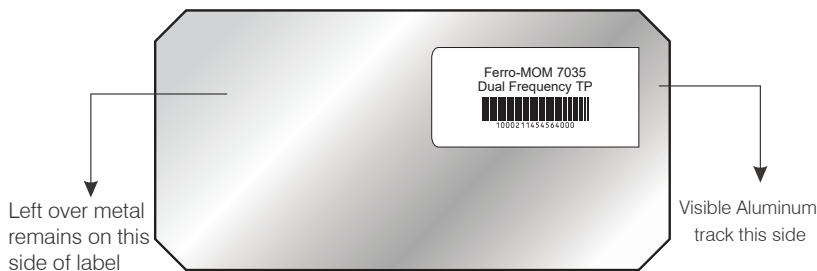 Ferro-MOM 7035
Dual Frequency TP
1000211454564000
Left over metal
remains on this
side of label
Visible Aluminum
track this side